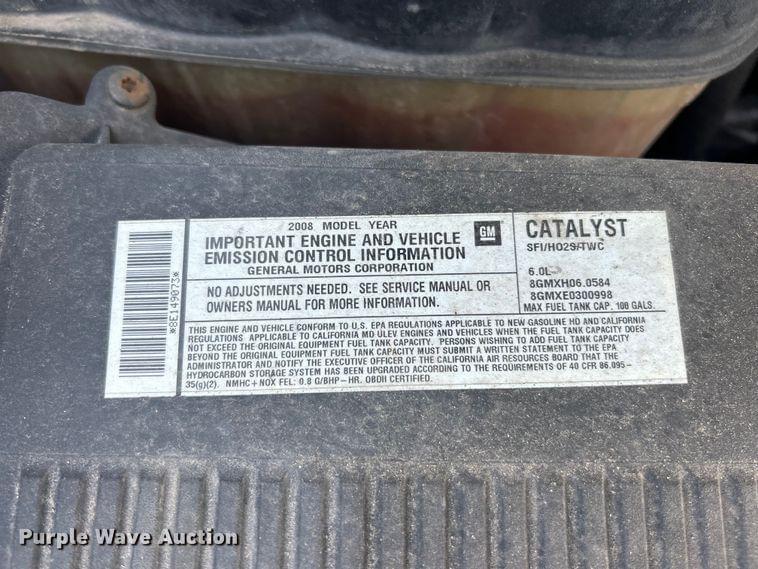 *8E149073*
2008 MODEL YEAR
IMPORTANT ENGINE AND VEHICLE
EMISSION CONTROL INFORMATION
GENERAL MOTORS CORPORATION
GM
NO ADJUSTMENTS NEEDED. SEE SERVICE MANUAL OR
OWNERS MANUAL FOR MORE INFORMATION.
CATALYST
SFI/HO2S/TWC
6.0L
8GMXH06.0584
8GMXE0300998
MAX FUEL TANK CAP. 100 GALS.
THIS ENGINE AND VEHICLE CONFORM TO U.S. EPA REGULATIONS APPLICABLE TO NEW GASOLINE HD AND CALIFORNIA
REGULATIONS APPLICABLE TO CALIFORNIA MD ULEV ENGINES AND VEHICLES WHEN THE FUEL TANK CAPACITY DOES
NOT EXCEED THE ORIGINAL EQUIPMENT FUEL TANK CAPACITY. PERSONS WISHING TO ADD FUEL TANK CAPACITY
BEYOND THE ORIGINAL EQUIPMENT TANK CAPACITY MUST SUBMIT A WRITTEN STATEMENT TO THE EPA
ADMINISTRATOR AND NOTIFY THE EXECUTIVE OFFICER OF THE CALIFORNIA AIR RESOURCES BOARD THAT THE
HYDROCARBON STORAGE SYSTEM HAS BEEN UPGRADED ACCORDING TO THE REQUIREMENTS OF 40 CFR 86.095-
35(g)(2). NMHC+NOX FEL: 0.8 G/BHP-HR. OBDII CERTIFIED.
Purple Wave Auction